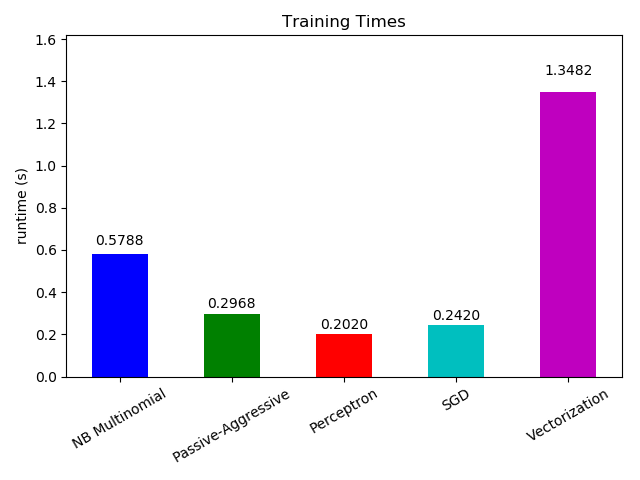 Training Times
runtime (s)
1.6
1.4
1.2
1.0
0.8
0.6
0.4
0.2
0.0
0.5788
0.2968
0.2020
0.2420
1.3482
NB Multinomial
Passive-Aggressive
Perceptron
SGD
Vectorization